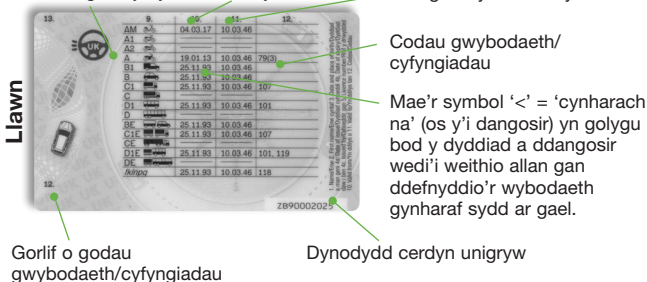 13.
9. 10. 11. 12.
AM 04.03.17 10.03.46
A1
A2
A 19.01.13 10.03.46 79(3)
B1 25.11.93 10.03.46
B 25.11.93 10.03.46
C1 25.11.93 10.03.46 107
C
D1 25.11.93 10.03.46 101
D
BE 25.11.93 10.03.46
C1E 25.11.93 10.03.46 107
CE
D1E 25.11.93 10.03.46 101, 119
DE
fklnpq 25.11.93 10.03.46 118
UK
12.
ZB90002025
Llawn
Codau gwybodaeth/
cyfyngiadau
Mae'r symbol '<' = 'cynharach
na' (os y'i dangosir) yn golygu
bod y dyddiad a ddangosir
wedi'i weithio allan gan
ddefnyddio'r wybodaeth
gynharaf sydd ar gael.
Gorlif o godau
gwybodaeth/cyfyngiadau
Dynodydd cerdyn unigryw